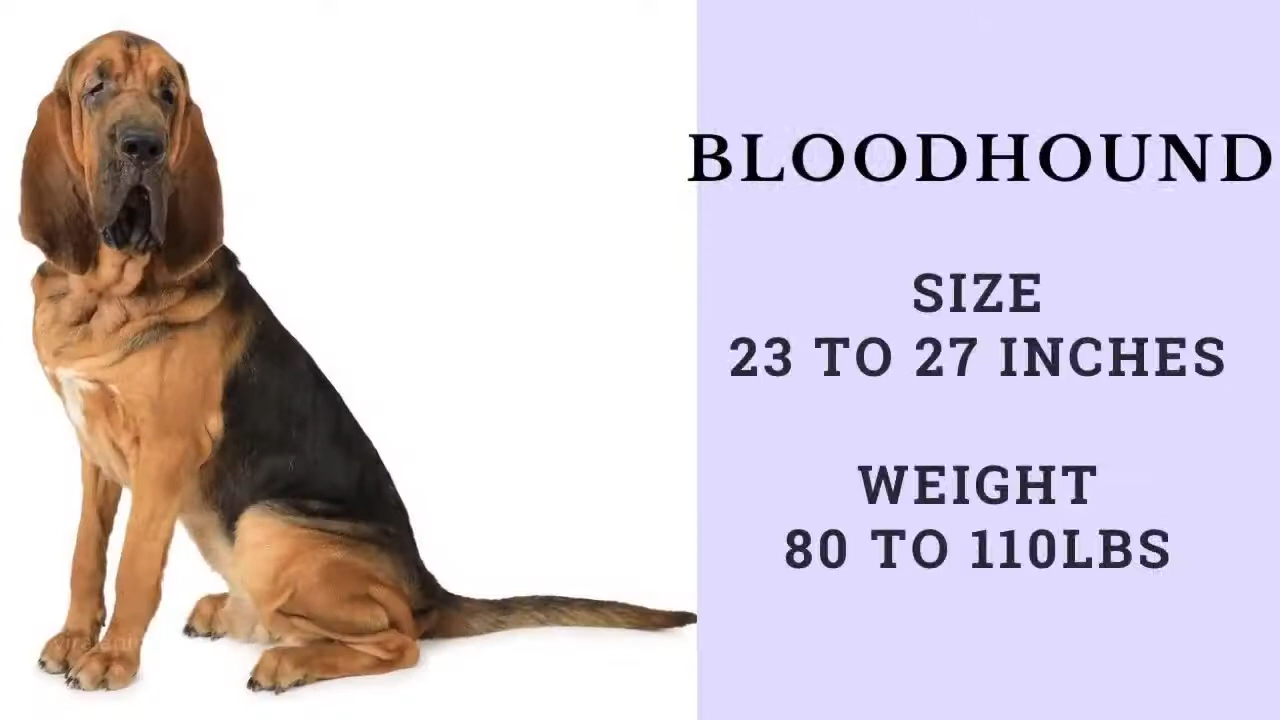 BLOODHOUND
SIZE
23 TO 27 INCHES
WEIGHT
80 TO 110LBS